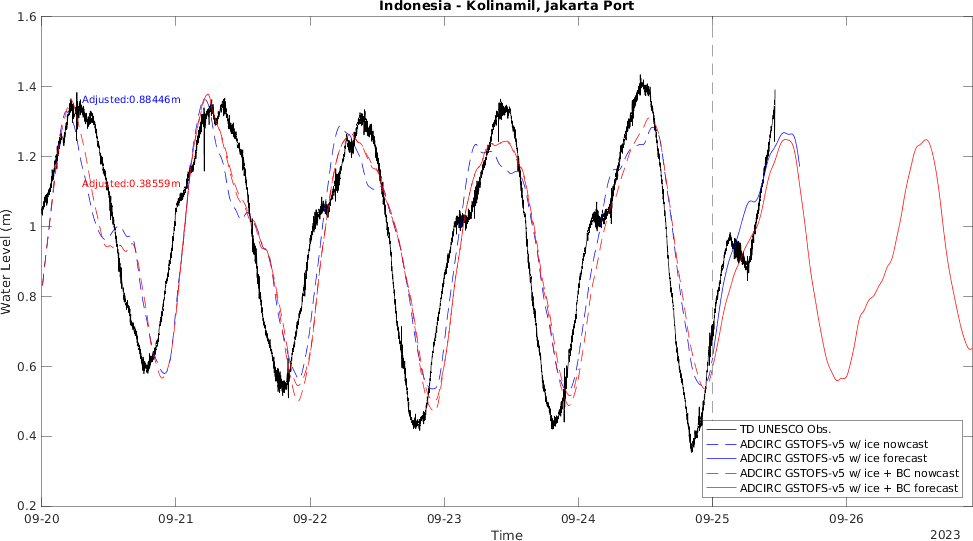 Indonesia - Kolinamil, Jakarta Port
1.6
1.4
1.2
1
0.8
0.6
0.4
0.2
Water Level (m)
Adjusted:0.88446m
Adjusted:0.38559m
TD UNESCO Obs.
ADCIRC GSTOFS-v5 w/ ice nowcast
ADCIRC GSTOFS-v5 w/ ice forecast
ADCIRC GSTOFS-v5 w/ ice + BC nowcast
ADCIRC GSTOFS-v5 w/ ice + BC forecast
09-20 09-21 09-22 09-23 09-24 09-25 09-26
Time
2023